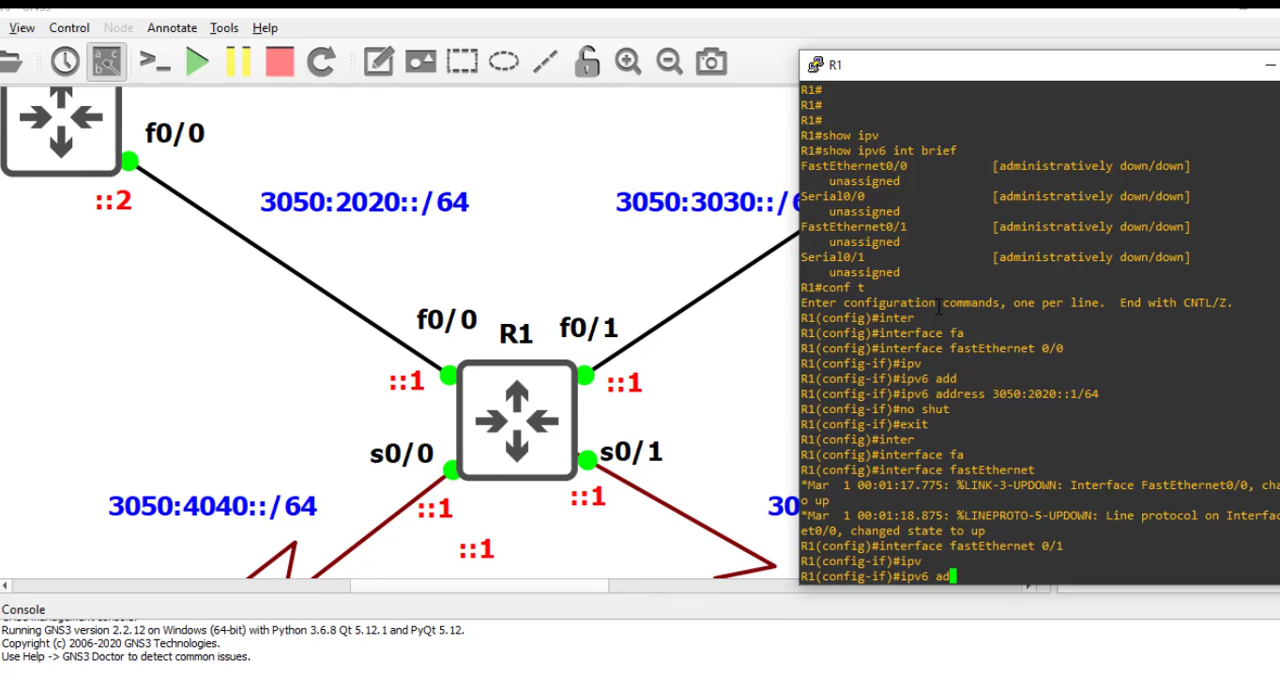 View Control Node Annotate Tools Help
f0/0
::2
3050:2020::/64
3050:3030::/6
f0/0
R1
f0/1
::1
::1
s0/0
s0/1
3050:4040::/64
::1
::1
30
::1
R1
R1#
R1#
R1#
R1#show ipv
R1#show ipv6 int brief
FastEthernet0/0 [administratively down/down]
unassigned
Serial0/0 [administratively down/down]
unassigned
FastEthernet0/1 [administratively down/down]
unassigned
Serial0/1 [administratively down/down]
unassigned
R1#conf t
Enter configuration commands, one per line. End with CNTL/Z.
R1(config)#inter
R1(config)#interface fa
R1(config)#interface fastEthernet 0/0
R1(config-if)#ipv
R1(config-if)#ipv6 add
R1(config-if)#ipv6 address 3050:2020::1/64
R1(config-if)#no shut
R1(config-if)#exit
R1(config)#inter
R1(config)#interface fa
R1(config)#interface fastEthernet
*Mar 1 00:01:17.775: %LINK-3-UPDOWN: Interface FastEthernet0/0, cha
o up
*Mar 1 00:01:18.875: %LINEPROTO-5-UPDOWN: Line protocol on Interfac
et0/0, changed state to up
R1(config)#interface fastEthernet 0/1
R1(config-if)#ipv
R1(config-if)#ipv6 ad
Console
Running GNS3 version 2.2.12 on Windows (64-bit) with Python 3.6.8 Qt 5.12.1 and PyQt 5.12.
Copyright (c) 2006-2020 GNS3 Technologies.
Use Help -> GNS3 Doctor to detect common issues.